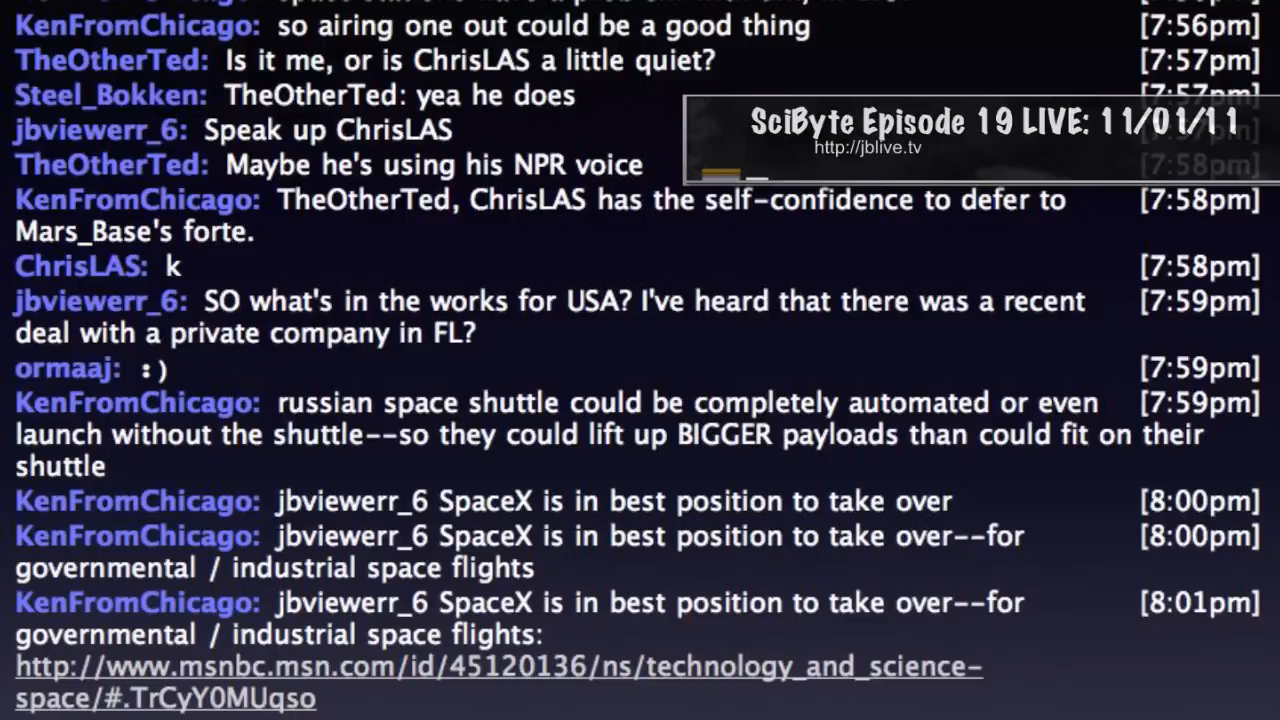 KenFromChicago: so airing one out could be a good thing [7:56pm]
TheOtherTed: Is it me, or is ChrisLAS a little quiet? [7:57pm]
Steel_Bokken: TheOtherTed: yea he does [7:57pm]
SciByte Episode 19 LIVE: 11/01/11
http://jblive.tv
jbviewerr_6: Speak up ChrisLAS [7:57pm]
TheOtherTed: Maybe he's using his NPR voice [7:58pm]
KenFromChicago: TheOtherTed, ChrisLAS has the self-confidence to defer to [7:58pm]
Mars_Base's forte.
ChrisLAS: k [7:58pm]
jbviewerr_6: SO what's in the works for USA? I've heard that there was a recent [7:59pm]
deal with a private company in FL?
ormaaj: :) [7:59pm]
KenFromChicago: russian space shuttle could be completely automated or even [7:59pm]
launch without the shuttle--so they could lift up BIGGER payloads than could fit on their
shuttle
KenFromChicago: jbviewerr_6 SpaceX is in best position to take over [8:00pm]
KenFromChicago: jbviewerr_6 SpaceX is in best position to take over--for [8:00pm]
governmental / industrial space flights
KenFromChicago: jbviewerr_6 SpaceX is in best position to take over--for [8:01pm]
governmental / industrial space flights:
http://www.msnbc.msn.com/id/45120136/ns/technology_and_science-
space/#.TrCyY0MUqso